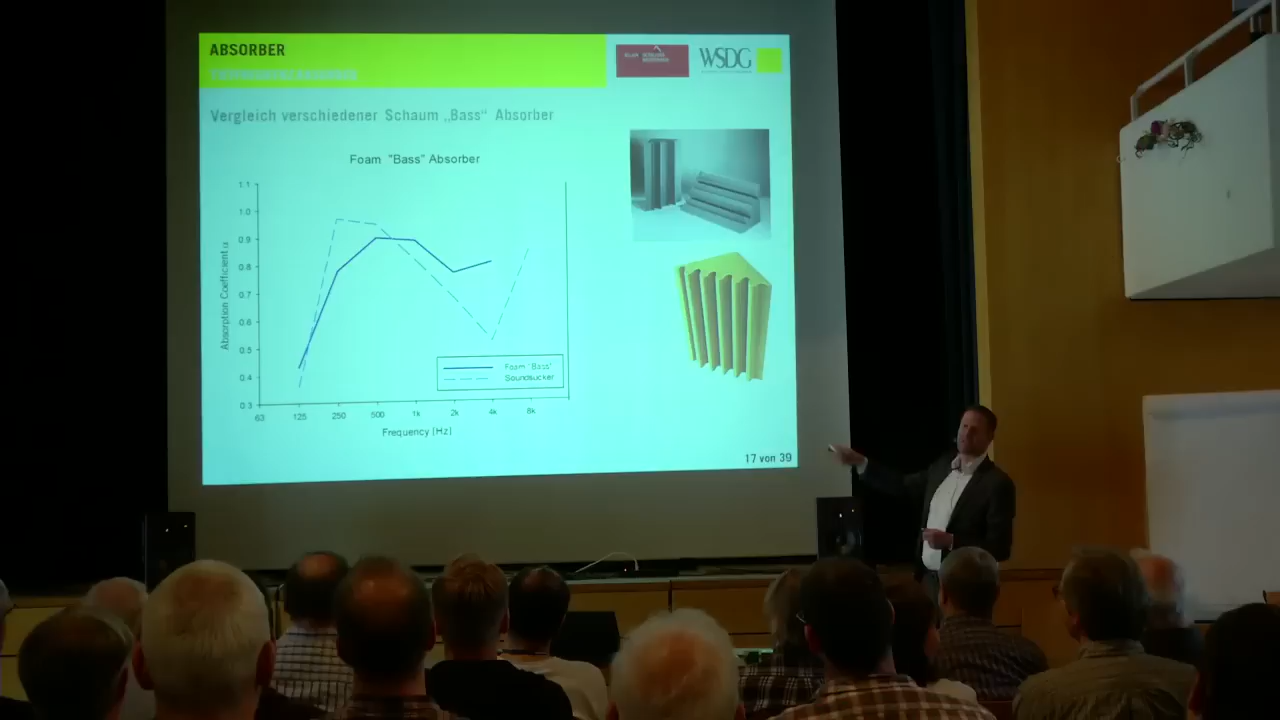 ABSORBER
WSDG
Vergleich verschiedener Schaum „Bass“ Absorber
Foam "Bass" Absorber
1.1
1.0
0.9
0.8
0.7
0.6
0.5
0.4
0.3
Absorption Coefficient α
63 125 250 500 1k 2k 4k 8k
Frequency [Hz]
Foam "Bass"
Soundsucker
17 von 39